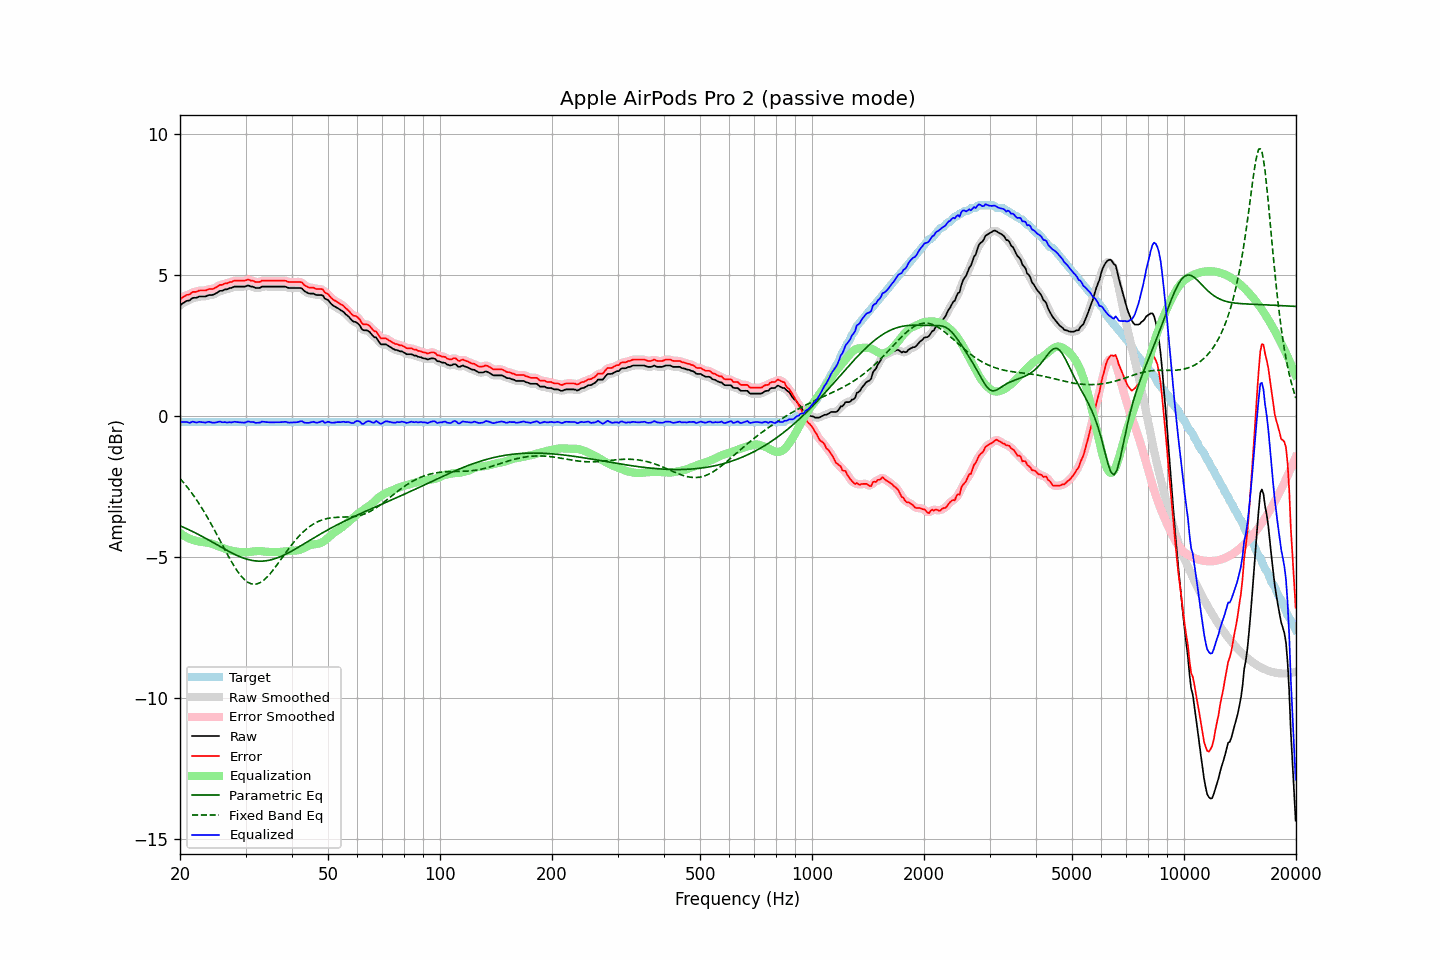 Apple AirPods Pro 2 (passive mode)
10
5
0
−5
−10
−15
Amplitude (dBr)
Target
Raw Smoothed
Error Smoothed
Raw
Error
Equalization
Parametric Eq
Fixed Band Eq
Equalized
20 50 100 200 500 1000 2000 5000 10000 20000
Frequency (Hz)